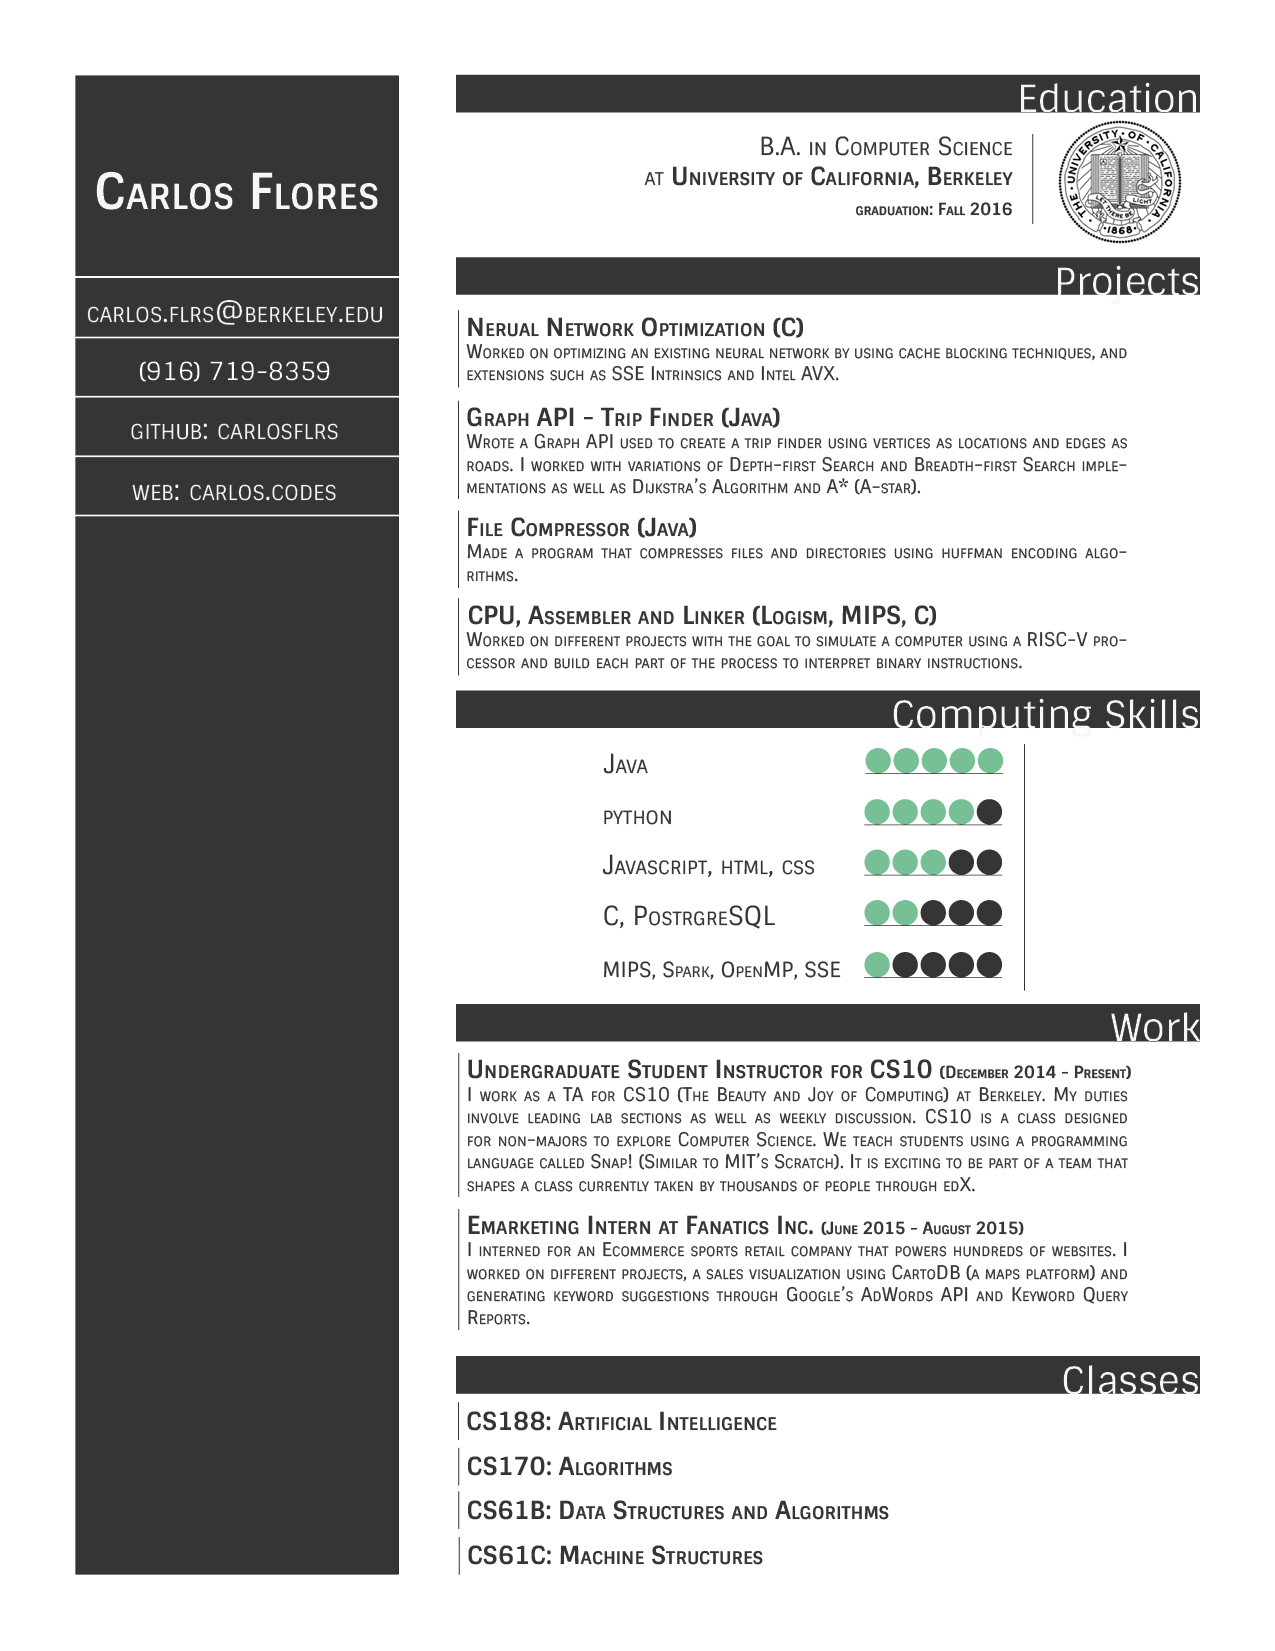 Carlos Flores
carlos.flrs@berkeley.edu
(916) 719-8359
github: carlosflrs
web: carlos.codes
Education
B.A. in Computer Science
at University of California, Berkeley
graduation: Fall 2016
THE · UNIVERSITY · OF · CALIFORNIA ·
LET THERE BE LIGHT
·1868·
Projects
Nerual Network Optimization (C)
Worked on optimizing an existing neural network by using cache blocking techniques, and
extensions such as SSE Intrinsics and Intel AVX.
Graph API - Trip Finder (Java)
Wrote a Graph API used to create a trip finder using vertices as locations and edges as
roads. I worked with variations of Depth-first Search and Breadth-first Search imple-
mentations as well as Dijkstra's Algorithm and A* (A-star).
File Compressor (Java)
Made a program that compresses files and directories using huffman encoding algo-
rithms.
CPU, Assembler and Linker (Logism, MIPS, C)
Worked on different projects with the goal to simulate a computer using a RISC-V pro-
cessor and build each part of the process to interpret binary instructions.
Computing Skills
Java
python
Javascript, html, css
C, PostrgreSQL
MIPS, Spark, OpenMP, SSE
Work
Undergraduate Student Instructor for CS10 (December 2014 - Present)
I work as a TA for CS10 (The Beauty and Joy of Computing) at Berkeley. My duties
involve leading lab sections as well as weekly discussion. CS10 is a class designed
for non-majors to explore Computer Science. We teach students using a programming
language called Snap! (Similar to MIT's Scratch). It is exciting to be part of a team that
shapes a class currently taken by thousands of people through edX.
Emarketing Intern at Fanatics Inc. (June 2015 - August 2015)
I interned for an Ecommerce sports retail company that powers hundreds of websites. I
worked on different projects, a sales visualization using CartoDB (a maps platform) and
generating keyword suggestions through Google's AdWords API and Keyword Query
Reports.
Classes
CS188: Artificial Intelligence
CS170: Algorithms
CS61B: Data Structures and Algorithms
CS61C: Machine Structures